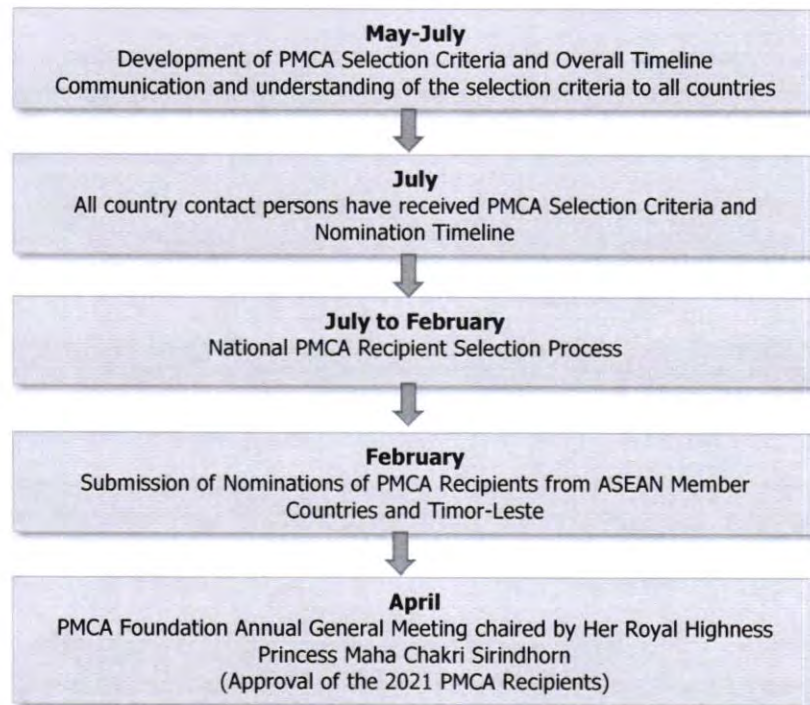 May-July
Development of PMCA Selection Criteria and Overall Timeline
Communication and understanding of the selection criteria to all countries
July
All country contact persons have received PMCA Selection Criteria and
Nomination Timeline
July to February
National PMCA Recipient Selection Process
February
Submission of Nominations of PMCA Recipients from ASEAN Member
Countries and Timor-Leste
April
PMCA Foundation Annual General Meeting chaired by Her Royal Highness
Princess Maha Chakri Sirindhorn
(Approval of the 2021 PMCA Recipients)